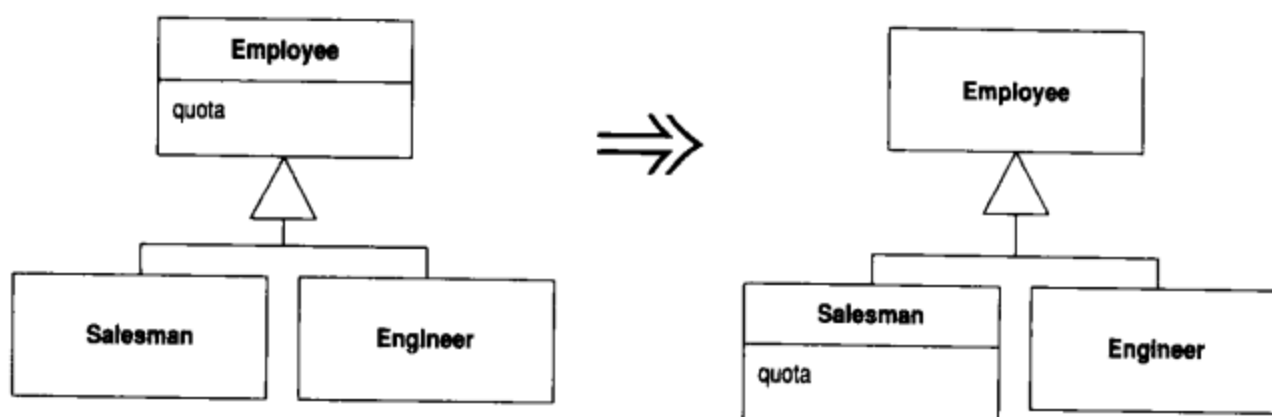 Employee
quota
Salesman
Engineer
Employee
Salesman
quota
Engineer